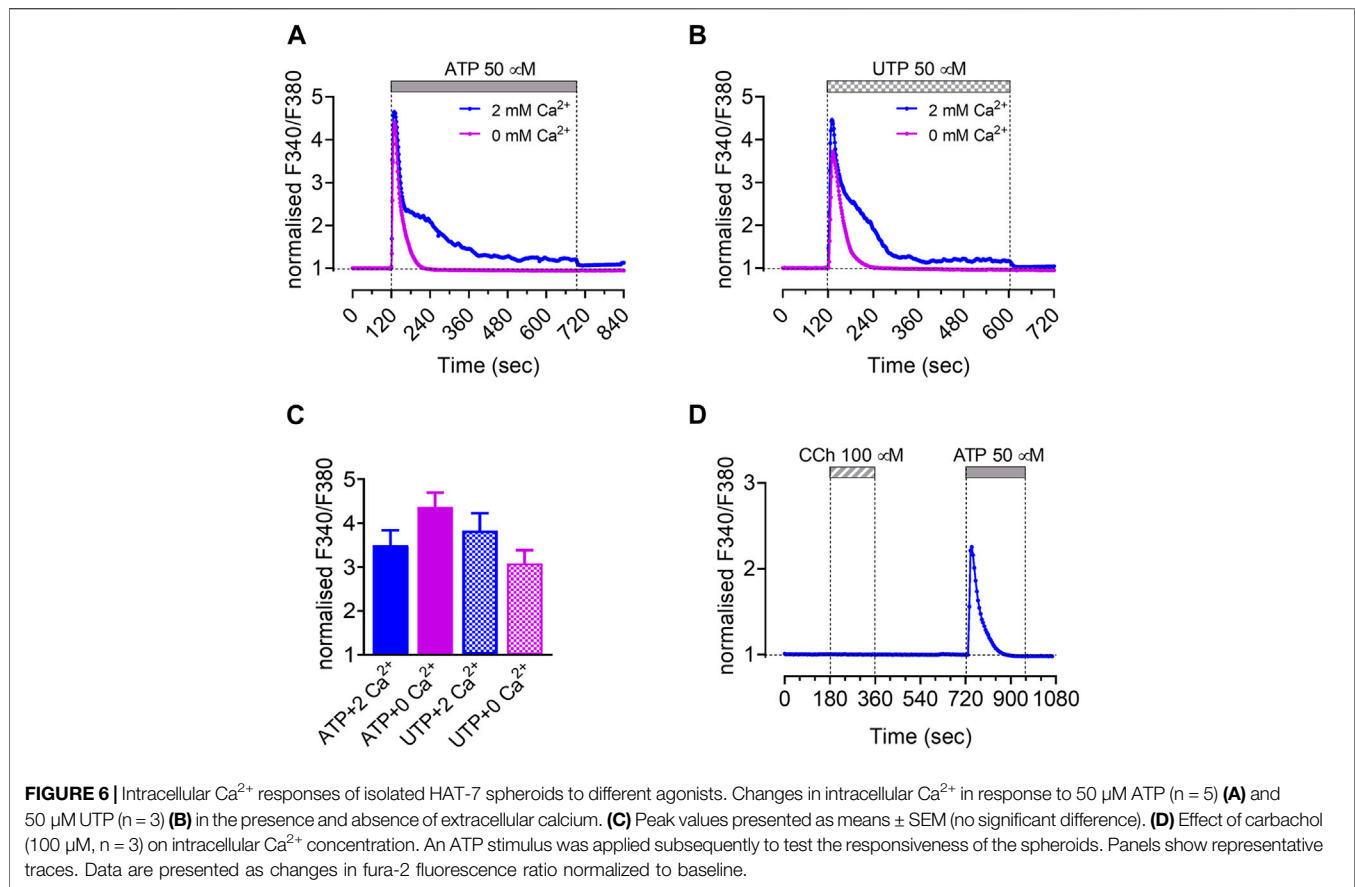 A
ATP 50 ∝M
normalised F340/F380
5
4
3
2
1
2 mM Ca²⁺
0 mM Ca²⁺
0 120 240 360 480 600 720 840
Time (sec)
B
UTP 50 ∝M
normalised F340/F380
5
4
3
2
1
2 mM Ca²⁺
0 mM Ca²⁺
0 120 240 360 480 600 720
Time (sec)
C
normalised F340/F380
5
4
3
2
1
ATP+2 Ca²⁺
ATP+0 Ca²⁺
UTP+2 Ca²⁺
UTP+0 Ca²⁺
D
CCh 100 ∝M
ATP 50 ∝M
normalised F340/F380
3
2
1
0 180 360 540 720 900 1080
Time (sec)
FIGURE 6 | Intracellular Ca²⁺ responses of isolated HAT-7 spheroids to different agonists. Changes in intracellular Ca²⁺ in response to 50 µM ATP (n = 5) (A) and
50 µM UTP (n = 3) (B) in the presence and absence of extracellular calcium. (C) Peak values presented as means ± SEM (no significant difference). (D) Effect of carbachol
(100 µM, n = 3) on intracellular Ca²⁺ concentration. An ATP stimulus was applied subsequently to test the responsiveness of the spheroids. Panels show representative
traces. Data are presented as changes in fura-2 fluorescence ratio normalized to baseline.